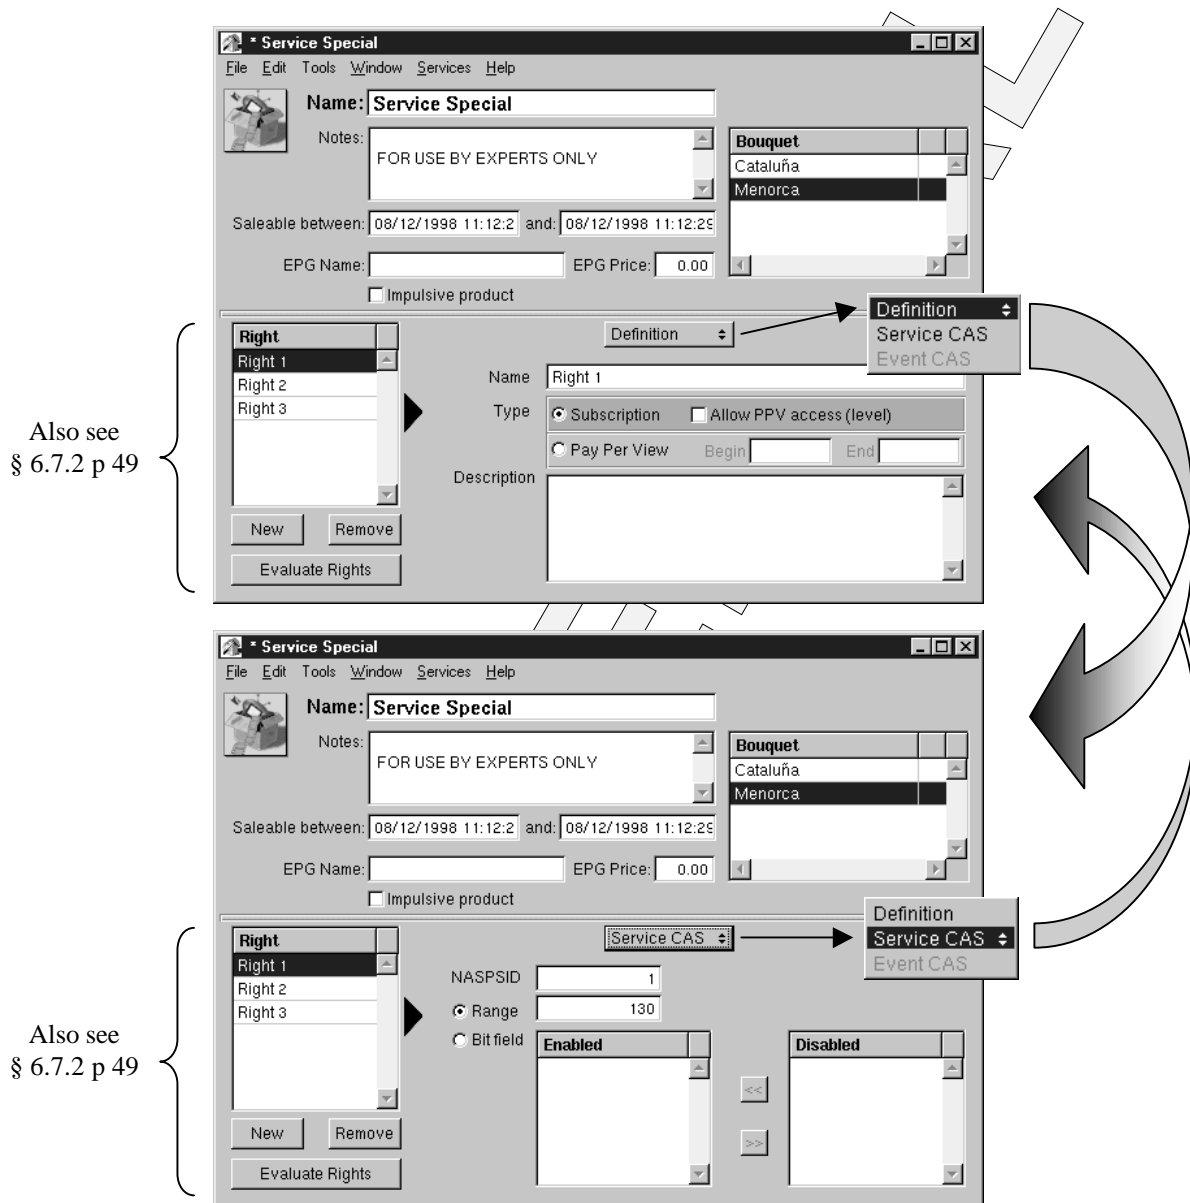 * Service Special
File Edit Tools Window Services Help
Name: Service Special
Notes: FOR USE BY EXPERTS ONLY
Bouquet
Cataluña
Menorca
Saleable between: 08/12/1998 11:12:2 and: 08/12/1998 11:12:29
EPG Name: EPG Price: 0.00
Impulsive product
Definition
Service CAS
Event CAS
Right
Right 1
Right 2
Right 3
Definition
Name Right 1
Type Subscription Allow PPV access (level)
Pay Per View Begin End
Description
New Remove
Evaluate Rights
Also see
§ 6.7.2 p 49
* Service Special
File Edit Tools Window Services Help
Name: Service Special
Notes: FOR USE BY EXPERTS ONLY
Bouquet
Cataluña
Menorca
Saleable between: 08/12/1998 11:12:2 and: 08/12/1998 11:12:29
EPG Name: EPG Price: 0.00
Impulsive product
Definition
Service CAS
Event CAS
Right
Right 1
Right 2
Right 3
Service CAS
NASPSID 1
Range 130
Bit field
Enabled
Disabled
<<
>>
New Remove
Evaluate Rights
Also see
§ 6.7.2 p 49